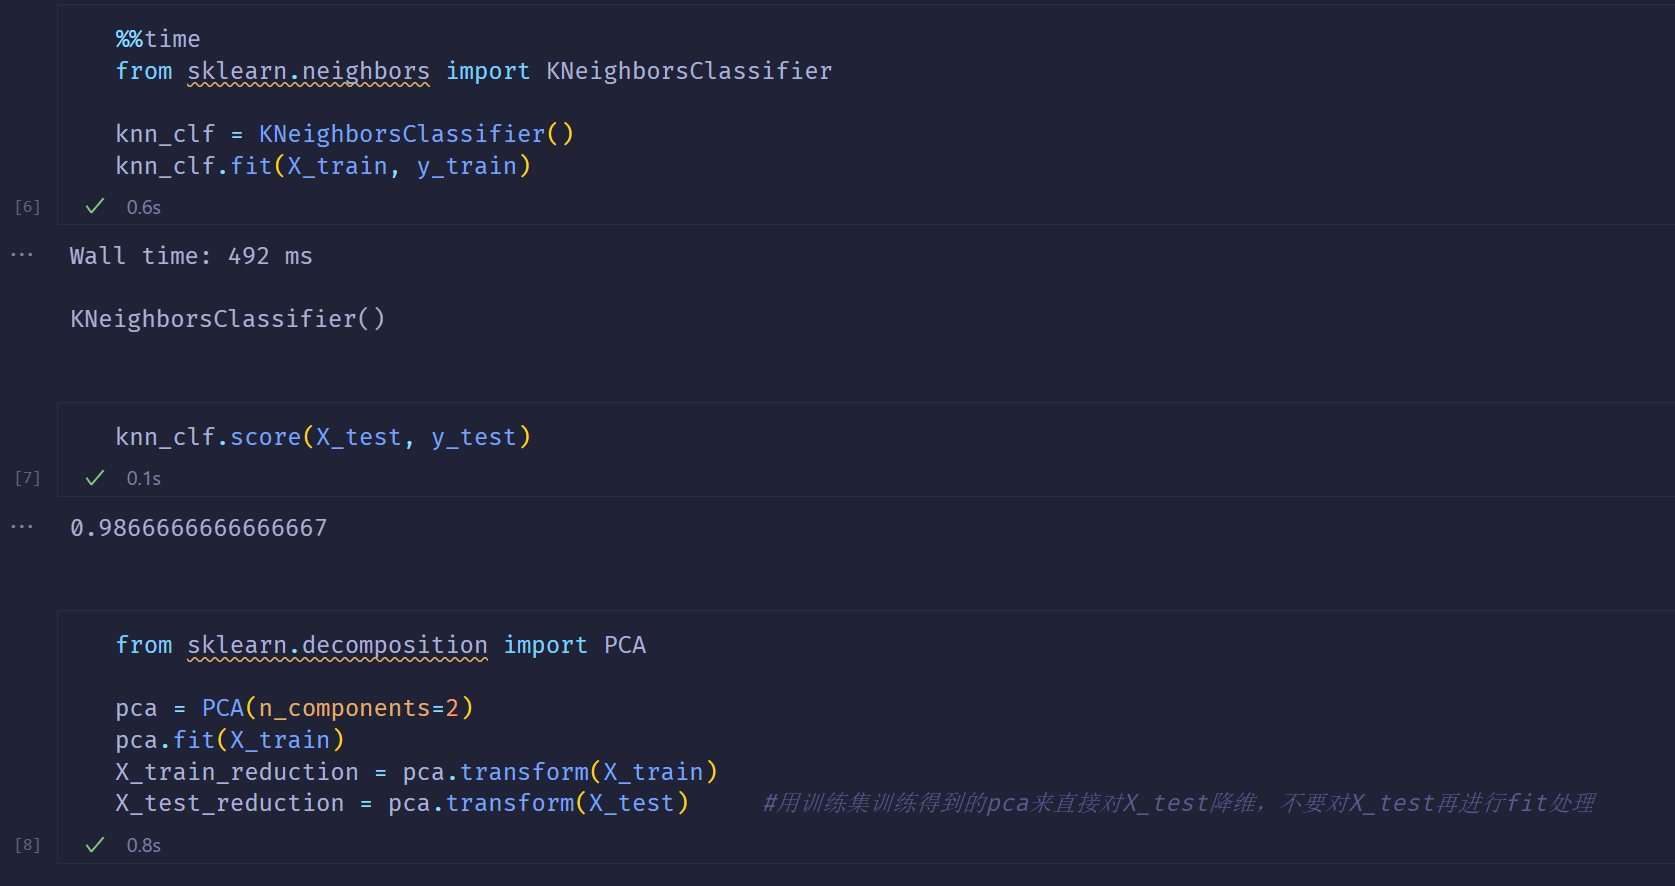 %%time
from sklearn.neighbors import KNeighborsClassifier
knn_clf = KNeighborsClassifier()
knn_clf.fit(X_train, y_train)
[6] ✓ 0.6s
... Wall time: 492 ms
KNeighborsClassifier()
knn_clf.score(X_test, y_test)
[7] ✓ 0.1s
... 0.9866666666666667
from sklearn.decomposition import PCA
pca = PCA(n_components=2)
pca.fit(X_train)
X_train_reduction = pca.transform(X_train)
X_test_reduction = pca.transform(X_test) #用训练集训练得到的pca来直接对X_test降维，不要对X_test再进行fit处理
[8] ✓ 0.8s